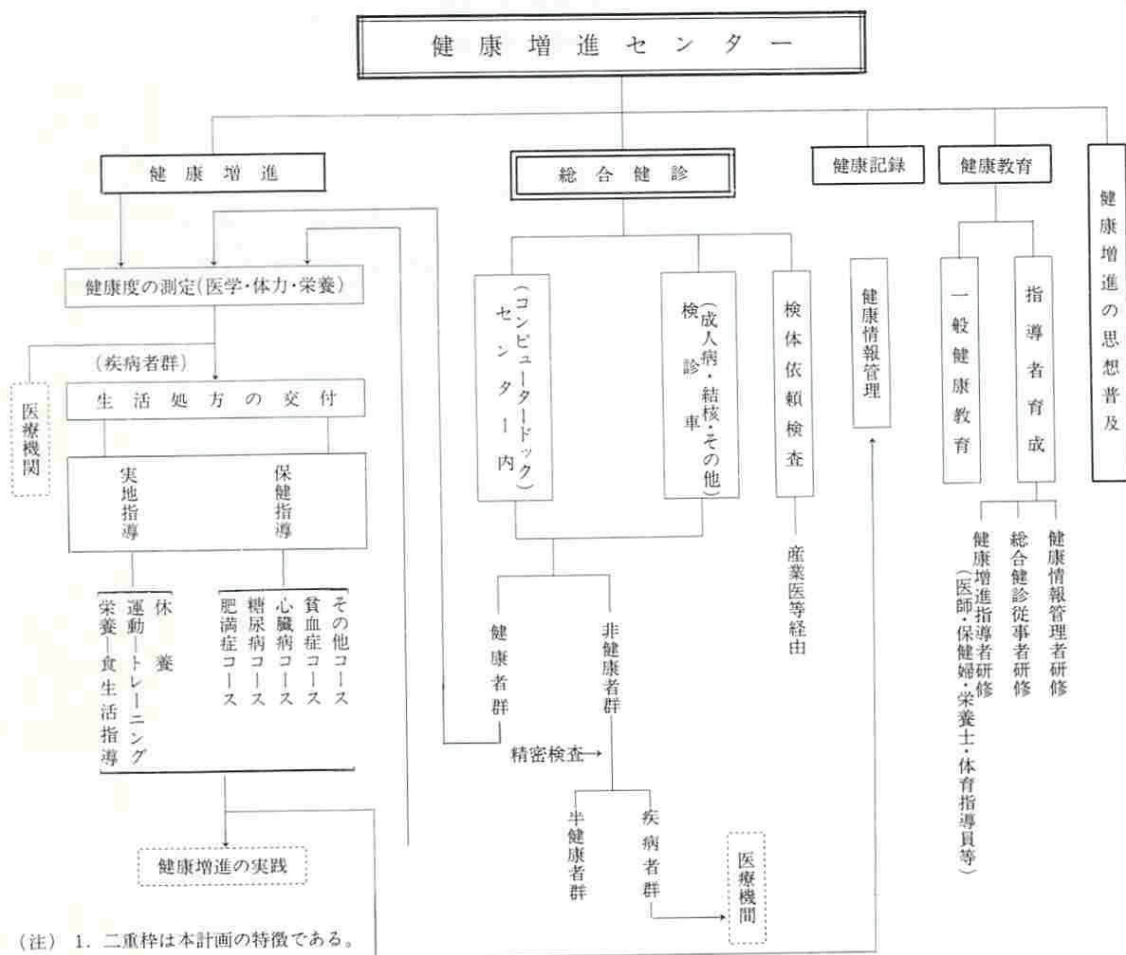 健康増進センター
健康増進
総合健診
健康記録
健康教育
健康増進の思想普及
健康度の測定(医学・体力・栄養)
(疾病者群)
医療機関
生活処方の交付
実地指導
保健指導
栄養―食生活指導
運動―トレーニング
休養
肥満症コース
糖尿病コース
心臓病コース
貧血症コース
その他コース
健康増進の実践
センター内
(コンピュータードック)
検診車
(成人病・結核・その他)
検体依頼検査
産業医等経由
健康者群
非健康者群
精密検査
半健康者群
疾病者群
医療機間
健康情報管理
一般健康教育
指導者育成
健康増進指導者研修
(医師・保健婦・栄養士・体育指導員等)
総合健診従事者研修
健康情報管理者研修
(注) 1. 二重枠は本計画の特徴である。